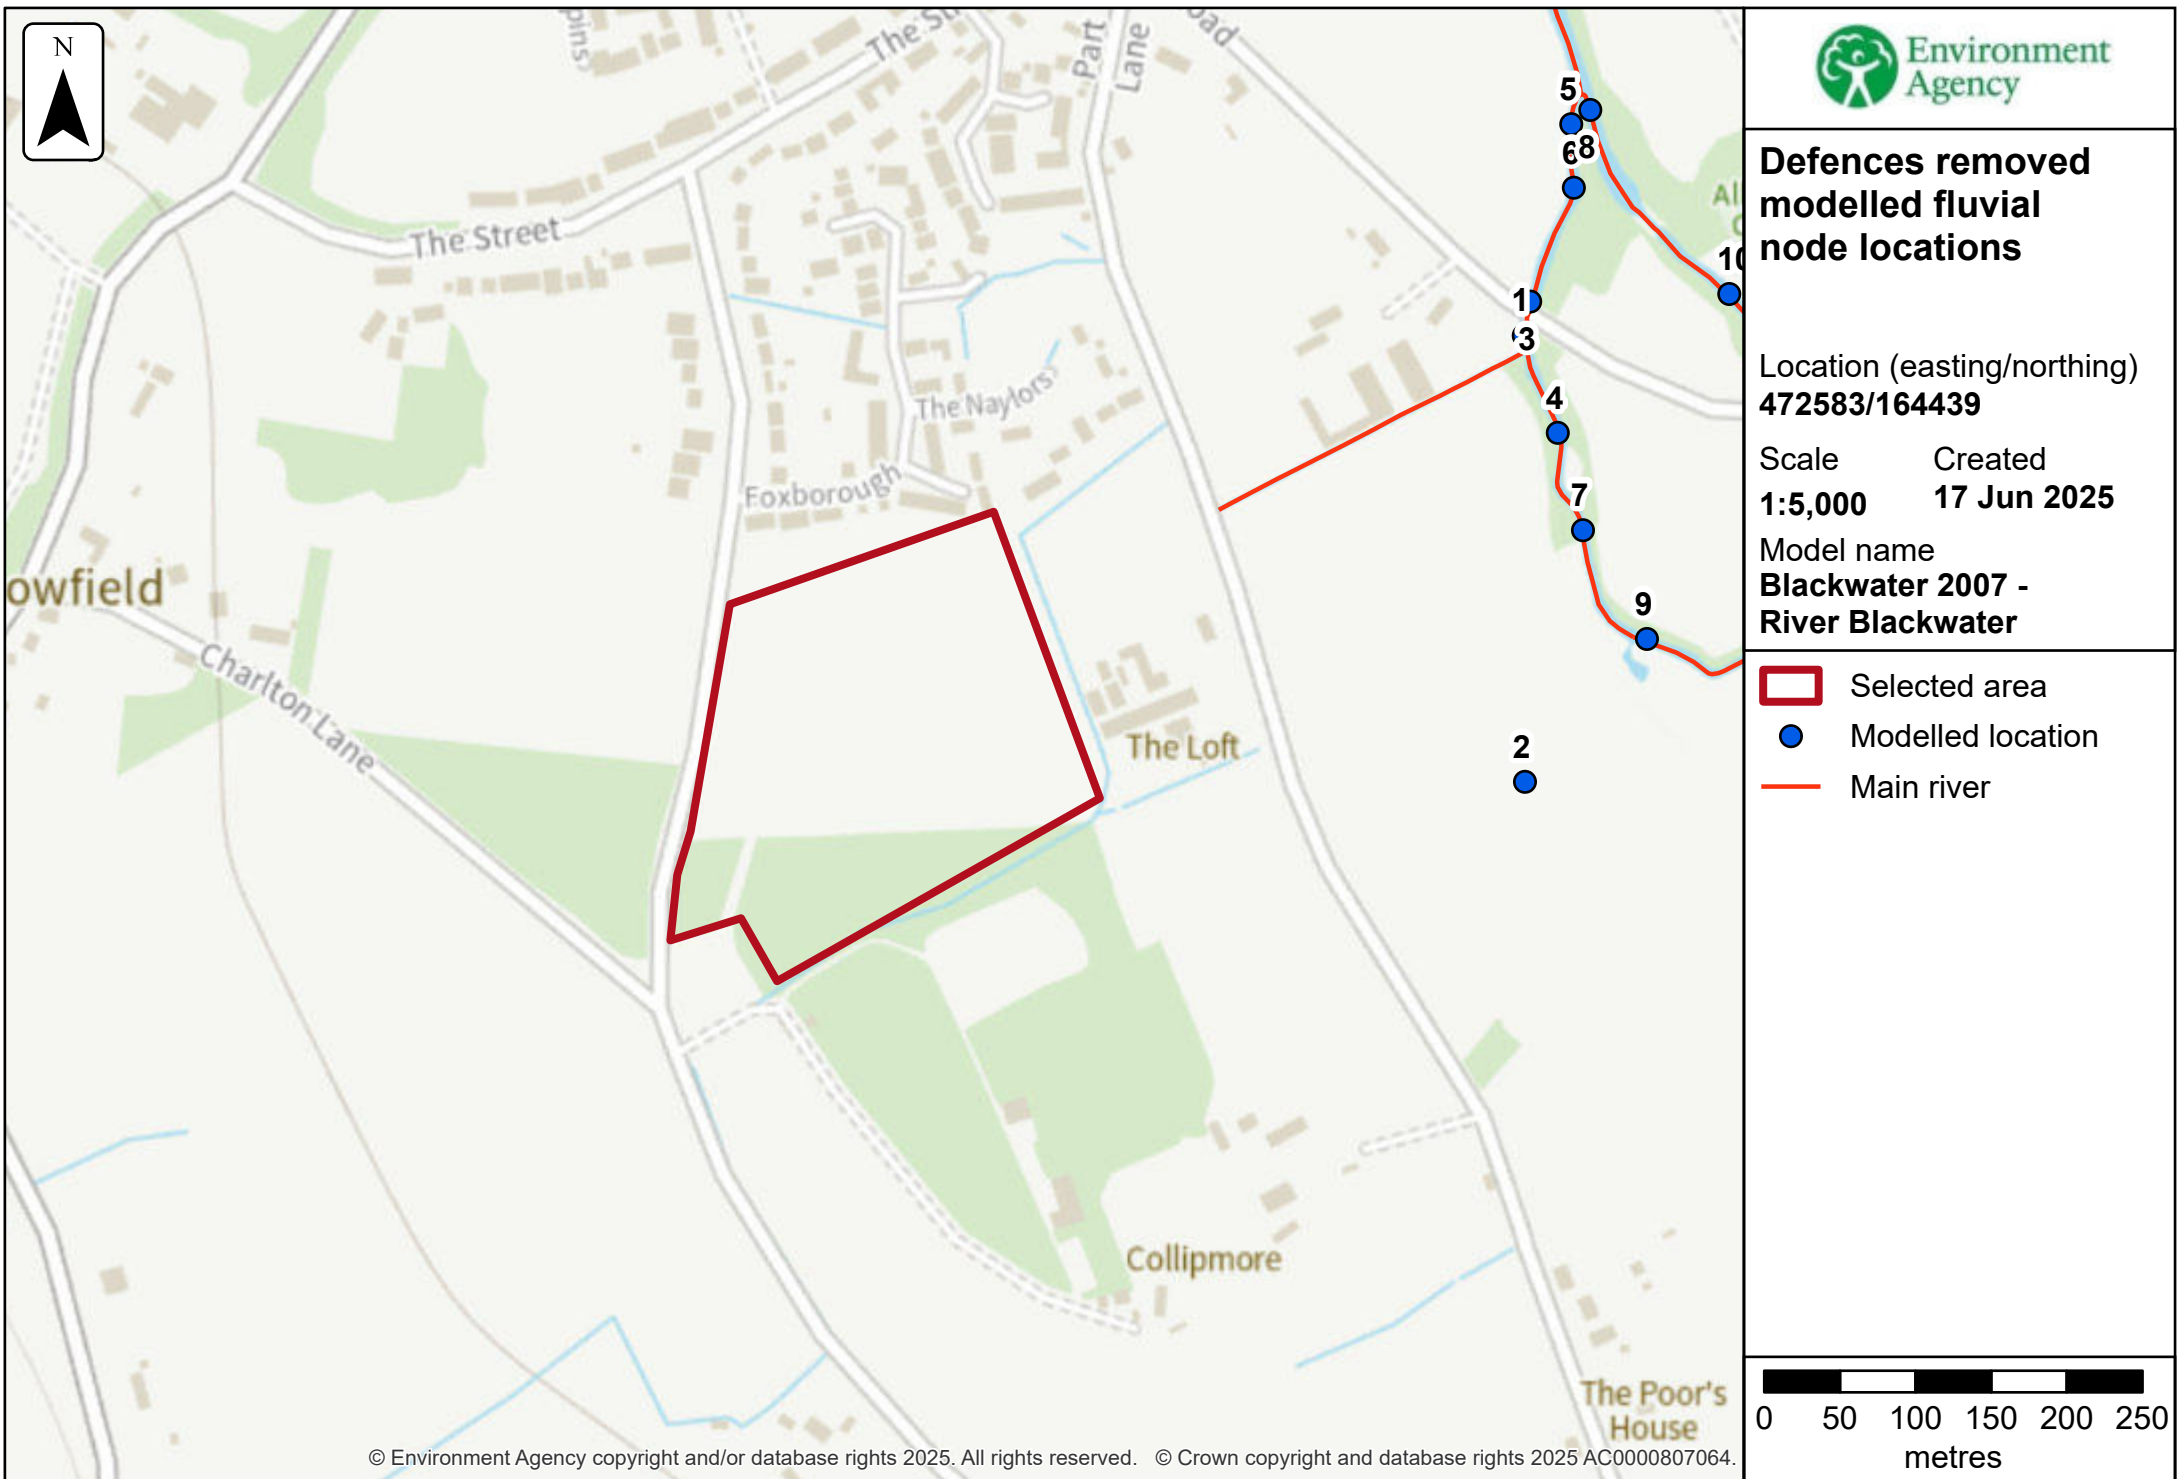 N
The Street
Part
Lane
The Street
The Naylors
Foxborough
owfield
Charlton Lane
The Loft
Collipmore
The Poor's
House
5
6
8
10
1
3
4
7
9
2
© Environment Agency copyright and/or database rights 2025. All rights reserved. © Crown copyright and database rights 2025 AC0000807064.
Environment
Agency
Defences removed
modelled fluvial
node locations
Location (easting/northing)
472583/164439
Scale Created
1:5,000 17 Jun 2025
Model name
Blackwater 2007 -
River Blackwater
Selected area
Modelled location
Main river
0 50 100 150 200 250
metres